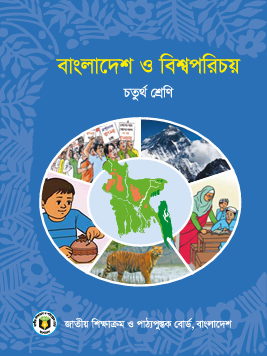 বাংলাদেশ ও বিশ্বপরিচয়
চতুর্থ শ্রেণি
জাতীয় শিক্ষাক্রম ও পাঠ্যপুস্তক বোর্ড, বাংলাদেশ